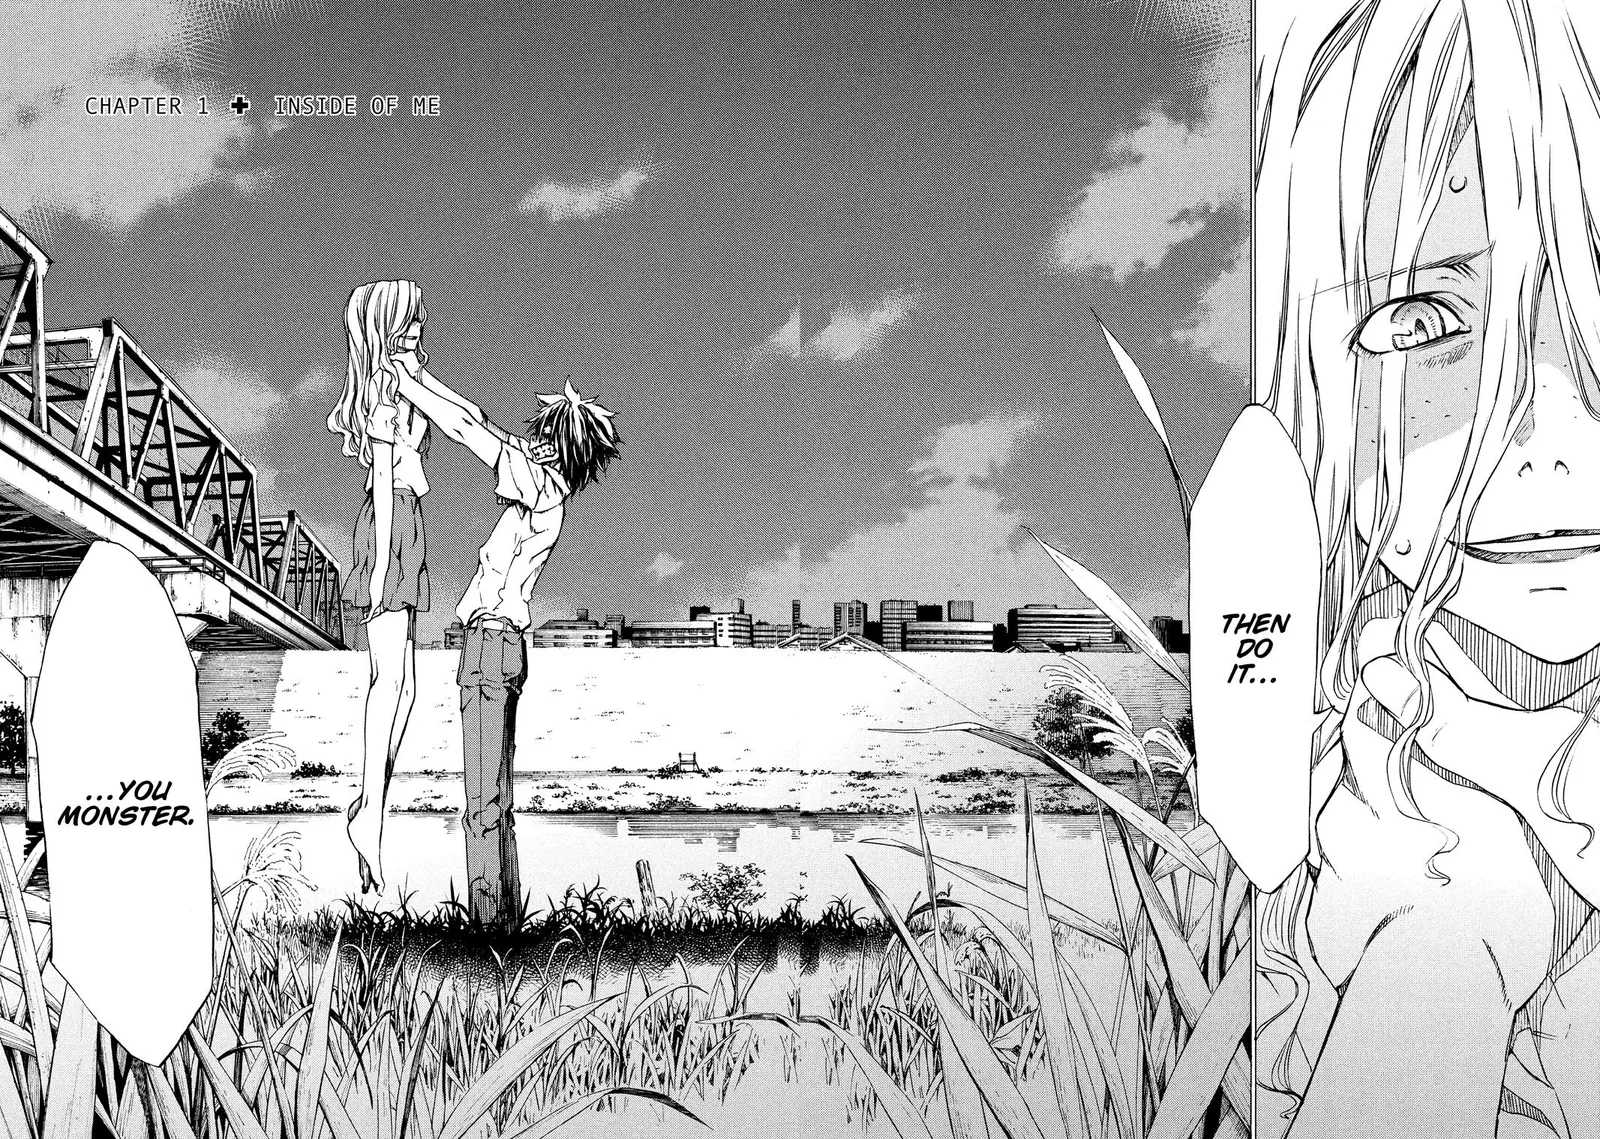 CHAPTER 1 ✚ INSIDE OF ME
THEN
DO
IT...
...YOU
MONSTER.